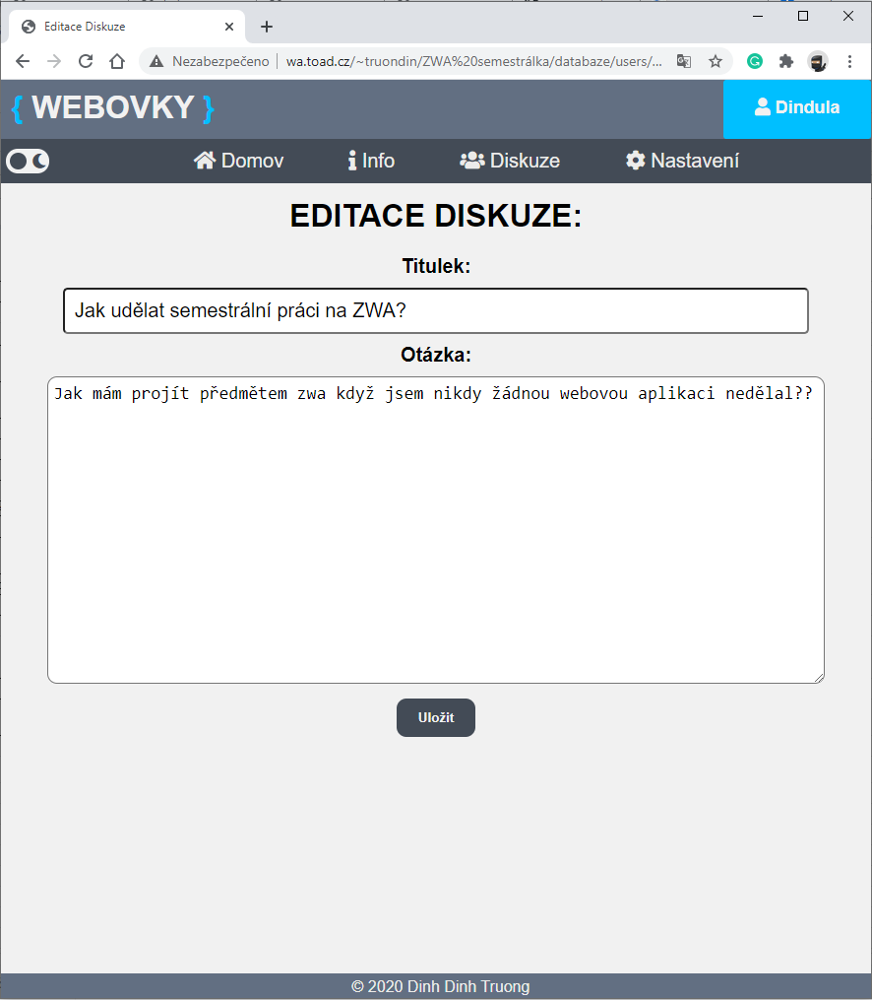 Editace Diskuze
Nezabezpečeno wa.toad.cz/~truondin/ZWA%20semestrálka/databaze/users/...
{ WEBOVKY }
Dindula
Domov Info Diskuze Nastavení
EDITACE DISKUZE:
Titulek:
Jak udělat semestrální práci na ZWA?
Otázka:
Jak mám projít předmětem zwa když jsem nikdy žádnou webovou aplikaci nedělal??
Uložit
© 2020 Dinh Dinh Truong